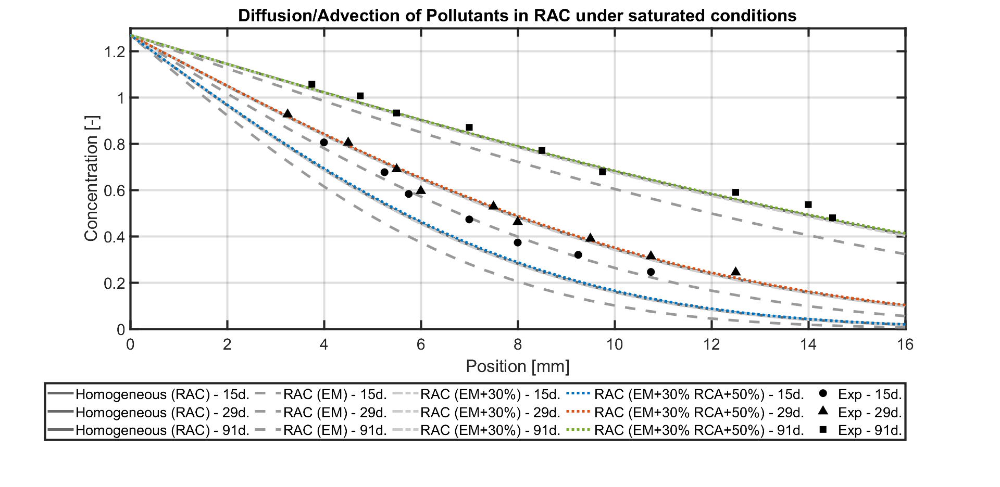 Diffusion/Advection of Pollutants in RAC under saturated conditions
1.2
1
0.8
0.6
0.4
0.2
0
Concentration [-]
0 2 4 6 8 10 12 14 16
Position [mm]
Homogeneous (RAC) - 15d. RAC (EM) - 15d. RAC (EM+30%) - 15d. RAC (EM+30% RCA+50%) - 15d. Exp - 15d.
Homogeneous (RAC) - 29d. RAC (EM) - 29d. RAC (EM+30%) - 29d. RAC (EM+30% RCA+50%) - 29d. Exp - 29d.
Homogeneous (RAC) - 91d. RAC (EM) - 91d. RAC (EM+30%) - 91d. RAC (EM+30% RCA+50%) - 91d. Exp - 91d.